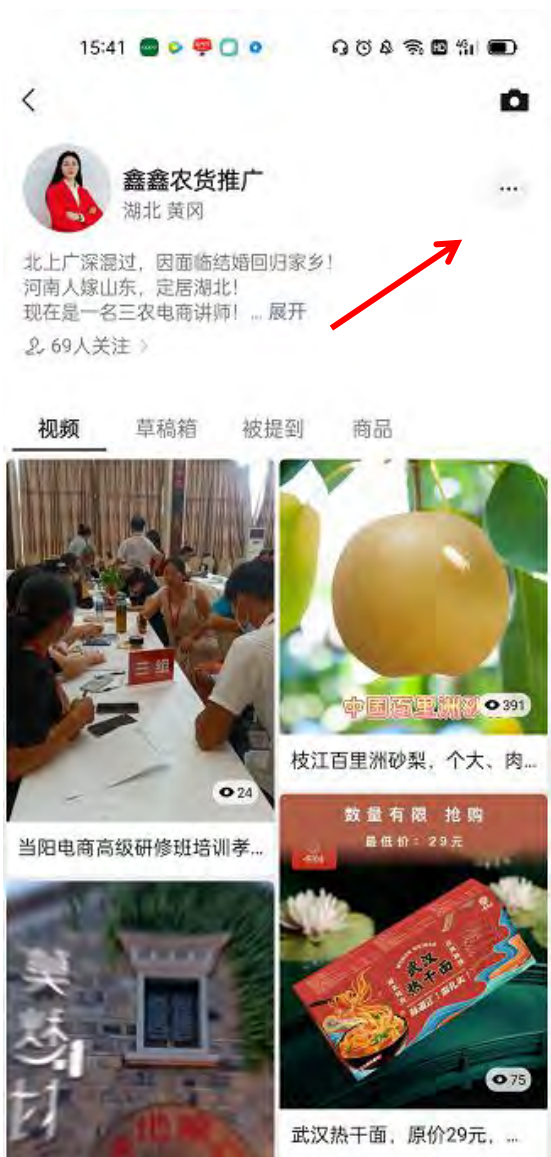 15:41
鑫鑫农货推广
湖北 黄冈
北上广深混过，因面临结婚回归家乡！
河南人嫁山东，定居湖北！
现在是一名三农电商讲师！... 展开
69人关注
视频 草稿箱 被提到 商品
三组
24
当阳电商高级研修班培训孝...
中国百里洲
391
枝江百里洲砂梨，个大、肉...
数量有限 抢购
最低价：29元
武汉
热干面
75
武汉热干面，原价29元，...